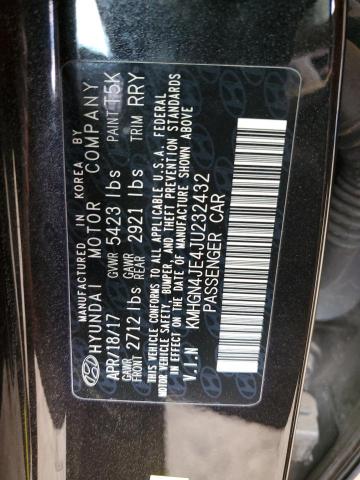 MANUFACTURED IN KOREA BY
HYUNDAI MOTOR COMPANY
APR/18/17 GVWR 5423 lbs PAINT T5K
GAWR FRONT 2712 lbs GAWR REAR 2921 lbs TRIM RRY
THIS VEHICLE CONFORMS TO ALL APPLICABLE U.S.A. FEDERAL
MOTOR VEHICLE SAFETY, BUMPER, AND THEFT PREVENTION STANDARDS
IN EFFECT ON THE DATE OF MANUFACTURE SHOWN ABOVE
V.I.N KMHGN4JE4JU232432
PASSENGER CAR